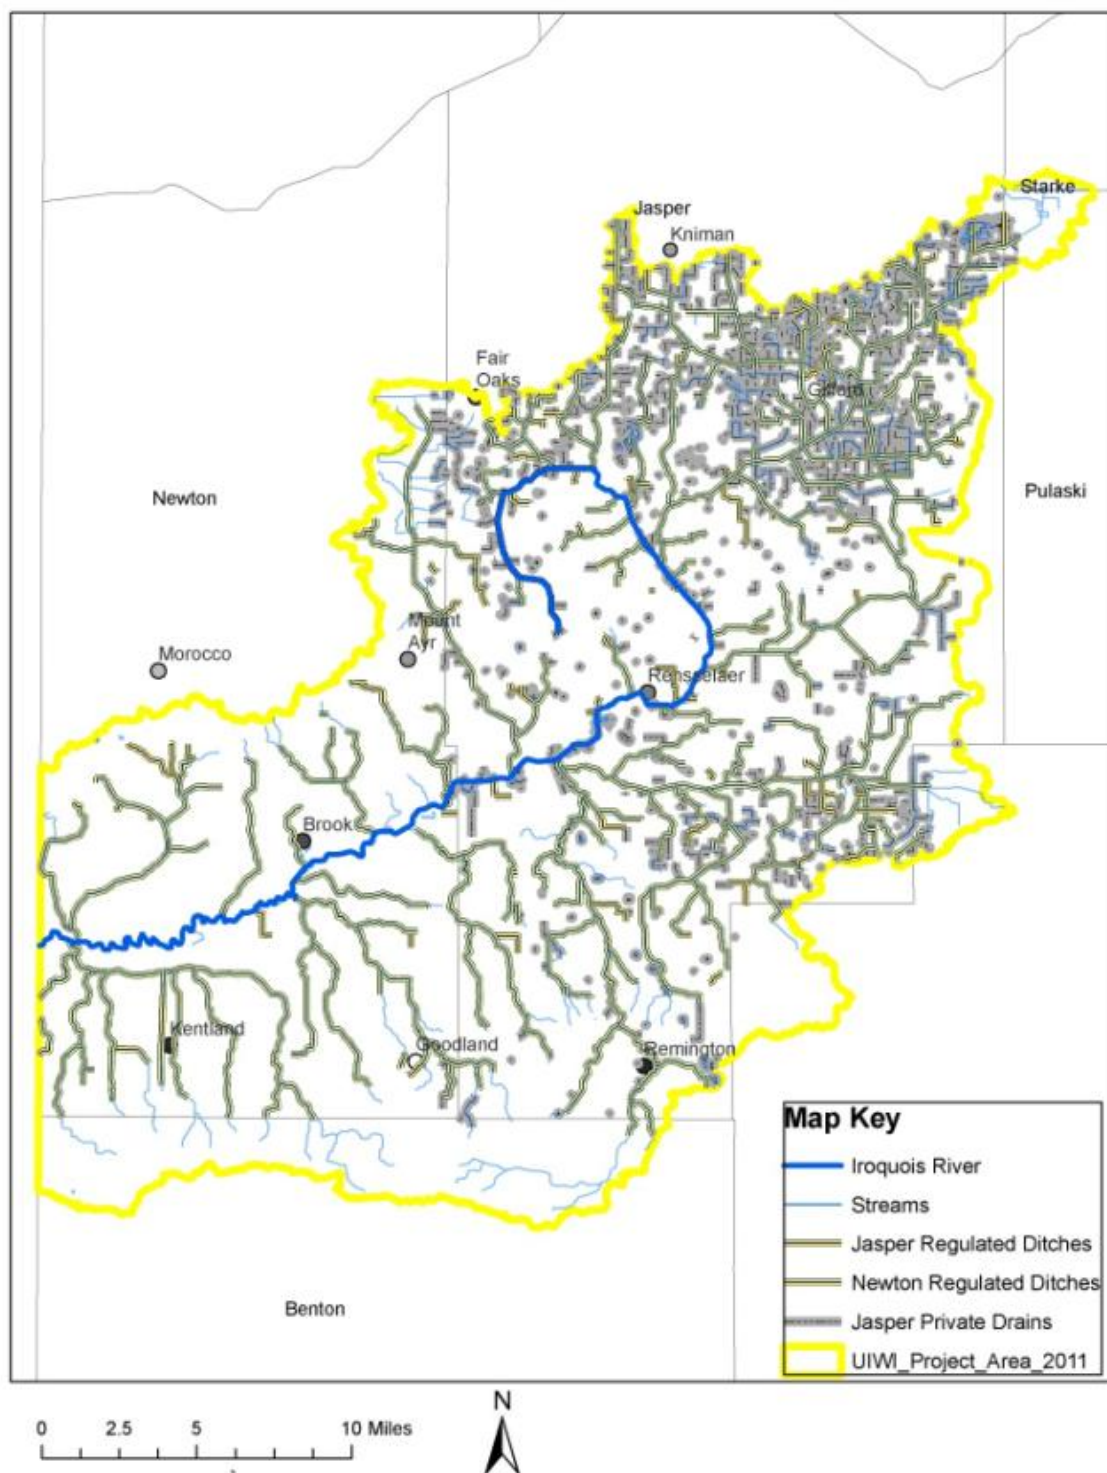 Starke
Jasper
Kniman
Fair
Oaks
Gifford
Newton
Pulaski
Mount
Ayr
Morocco
Rensselaer
Brook
Kentland
Goodland
Remington
Map Key
Iroquois River
Streams
Jasper Regulated Ditches
Newton Regulated Ditches
Jasper Private Drains
UIWI_Project_Area_2011
Benton
N
0 2.5 5 10 Miles